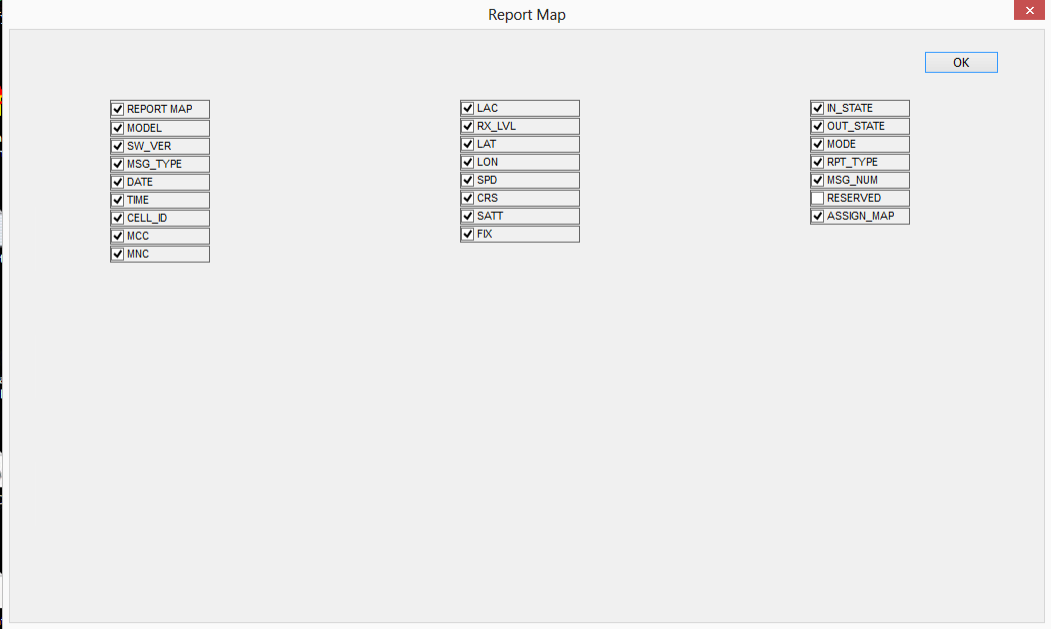 Report Map
OK
REPORT MAP
MODEL
SW_VER
MSG_TYPE
DATE
TIME
CELL_ID
MCC
MNC
LAC
RX_LVL
LAT
LON
SPD
CRS
SATT
FIX
IN_STATE
OUT_STATE
MODE
RPT_TYPE
MSG_NUM
RESERVED
ASSIGN_MAP